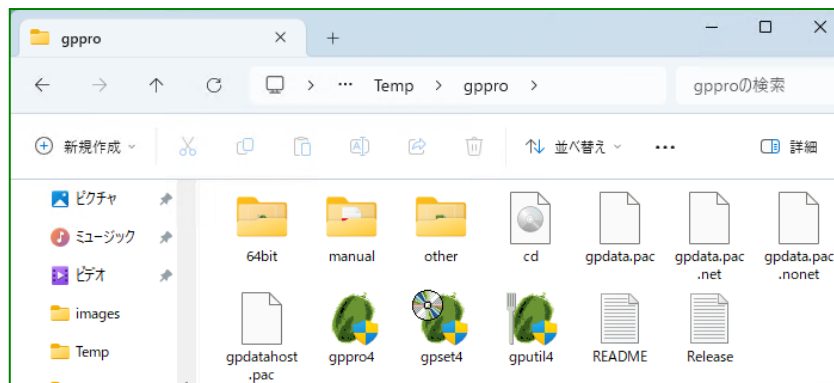 gppro
Temp
gppro
gpproの検索
新規作成
並べ替え
詳細
ピクチャ
ミュージック
ビデオ
images
Temp
64bit
manual
other
cd
gpdata.pac
gpdata.pac
.net
gpdata.pac
.nonet
gpdatahost
.pac
gppro4
gpset4
gputil4
README
Release